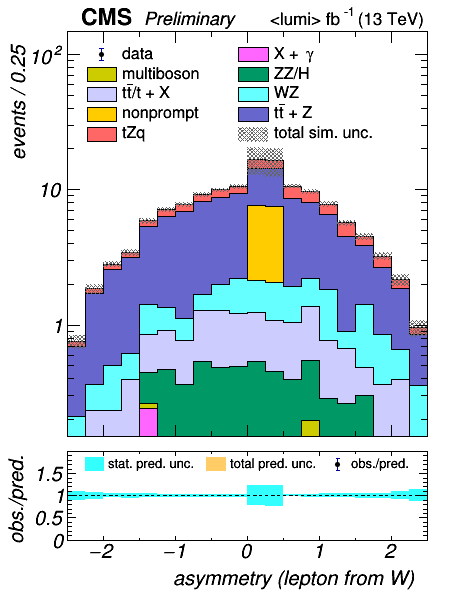 CMS Preliminary <lumi> fb⁻¹ (13 TeV)
events / 0.25
10²
10
1
data
multiboson
tt̄/t + X
nonprompt
tZq
X + γ
ZZ/H
WZ
tt̄ + Z
total sim. unc.
obs./pred.
1.5
1
0.5
0
stat. pred. unc. total pred. unc. obs./pred.
−2 −1 0 1 2
asymmetry (lepton from W)